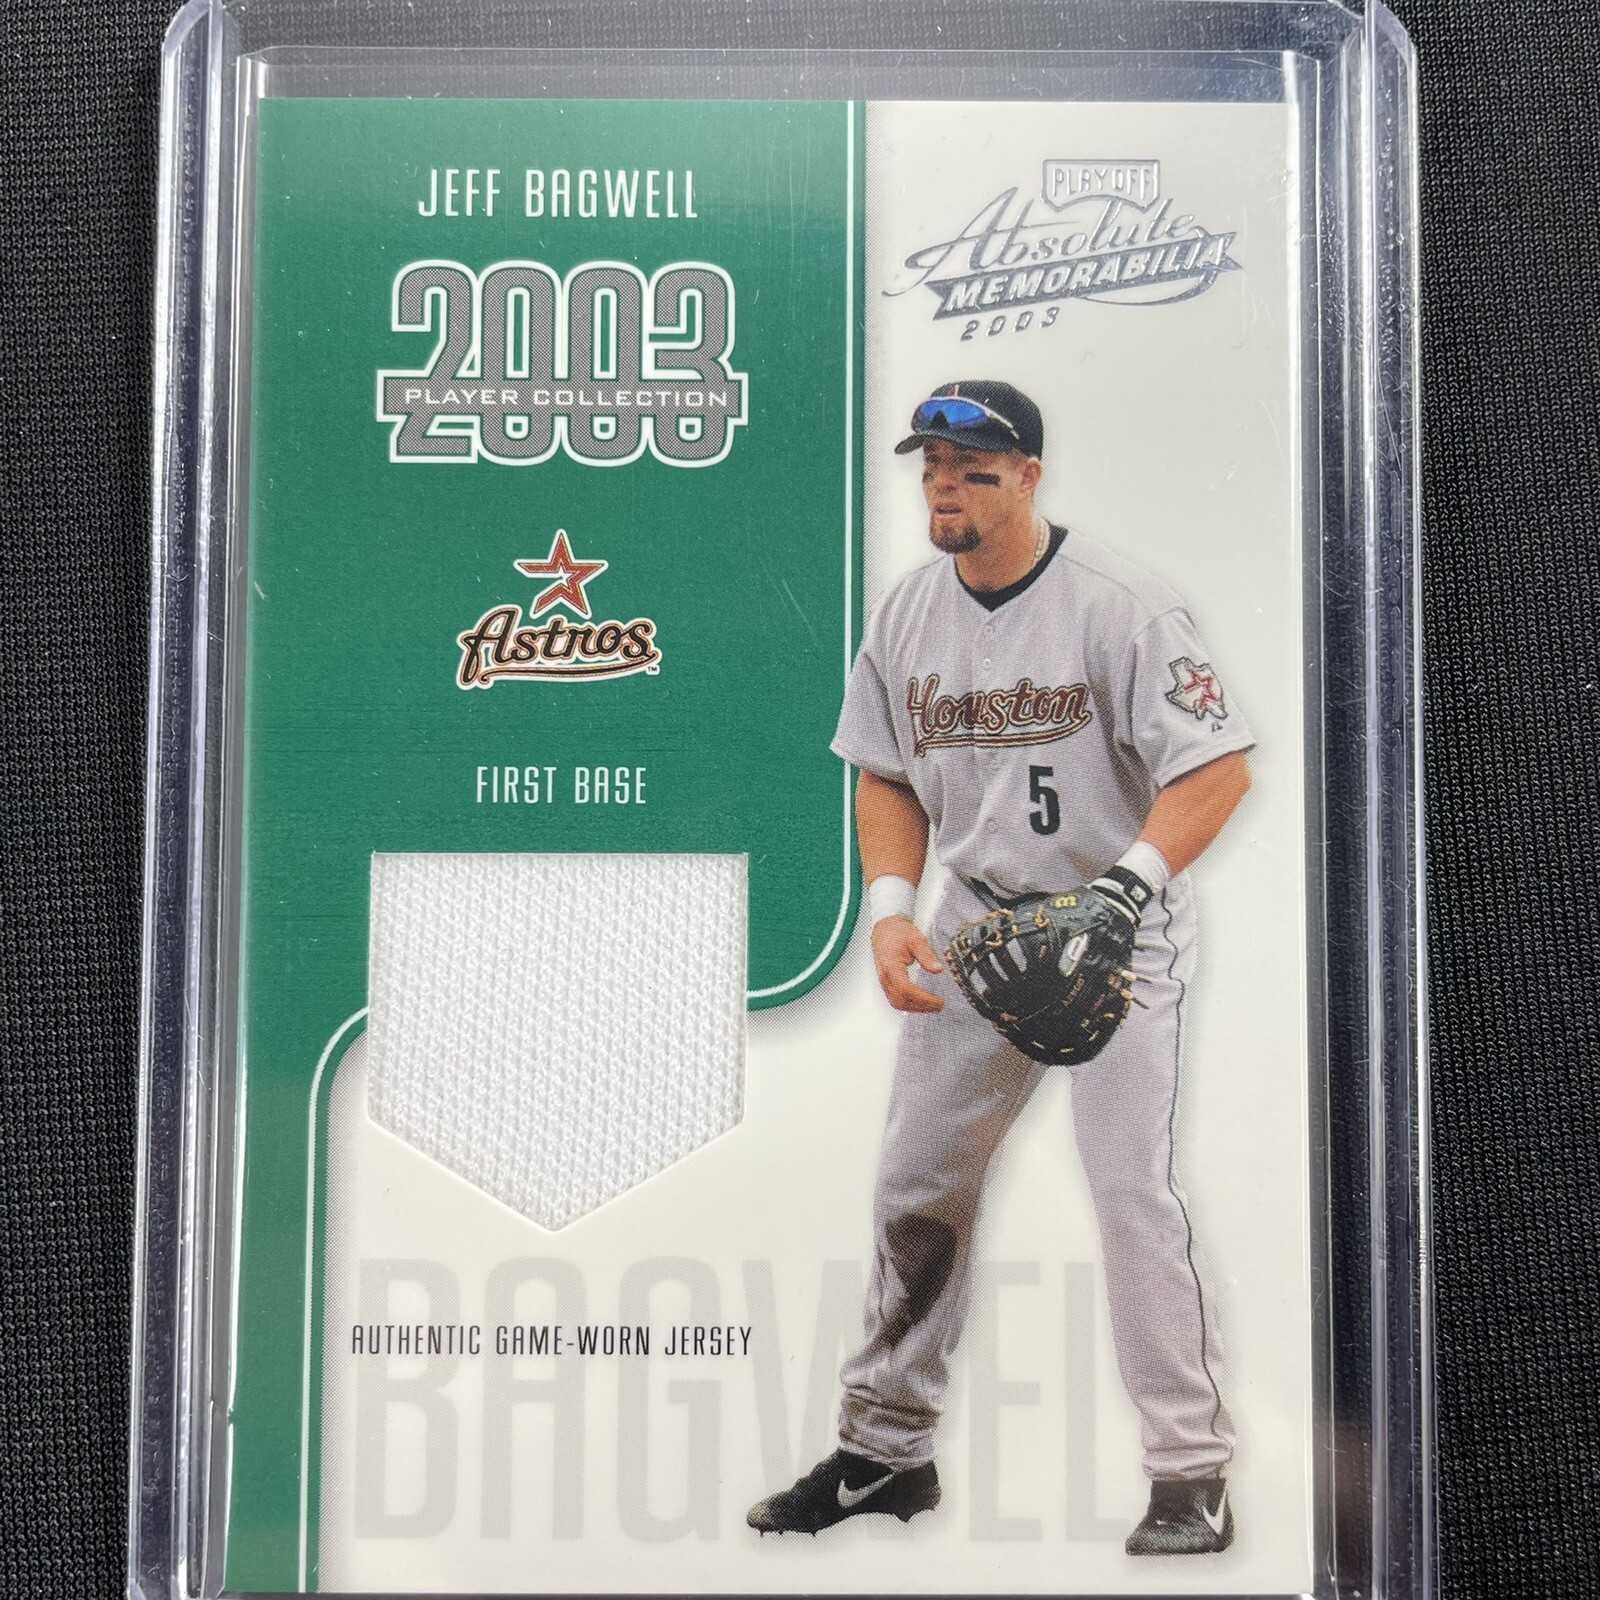 JEFF BAGWELL
2003
PLAYER COLLECTION
PLAYOFF
Absolute
MEMORABILIA
2003
Astros
TM
FIRST BASE
Houston
5
AUTHENTIC GAME-WORN JERSEY
BAGWELL